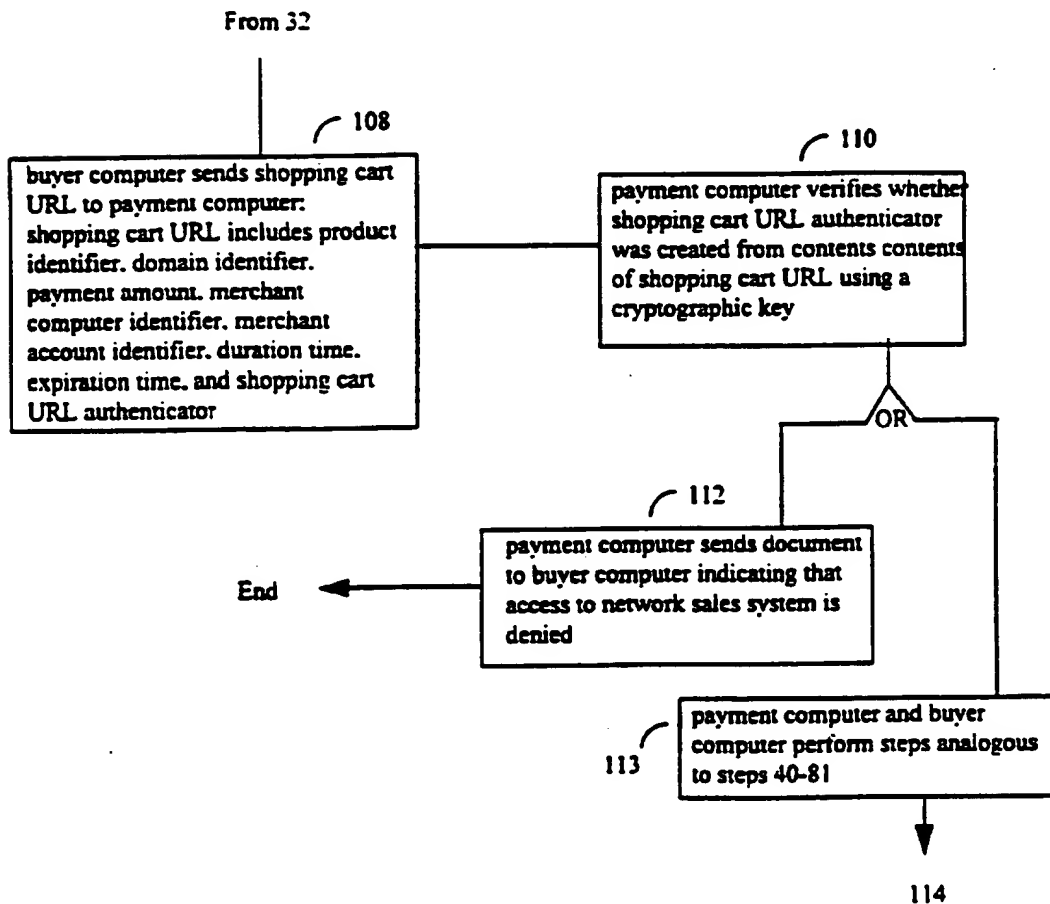 From 32
108
buyer computer sends shopping cart
URL to payment computer:
shopping cart URL includes product
identifier. domain identifier.
payment amount. merchant
computer identifier. merchant
account identifier. duration time.
expiration time. and shopping cart
URL authenticator
110
payment computer verifies whether
shopping cart URL authenticator
was created from contents contents
of shopping cart URL using a
cryptographic key
OR
112
payment computer sends document
to buyer computer indicating that
access to network sales system is
denied
End
113
payment computer and buyer
computer perform steps analogous
to steps 40-81
114